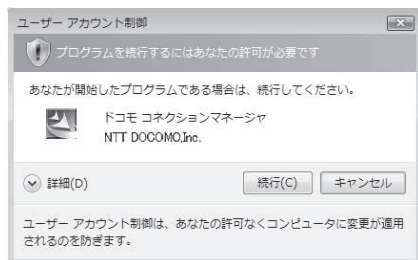 ユーザー アカウント制御
プログラムを続行するにはあなたの許可が必要です
あなたが開始したプログラムである場合は、続行してください。
ドコモ コネクションマネージャ
NTT DOCOMO,Inc.
詳細(D)
続行(C)
キャンセル
ユーザー アカウント制御は、あなたの許可なくコンピュータに変更が適用
されるのを防ぎます。